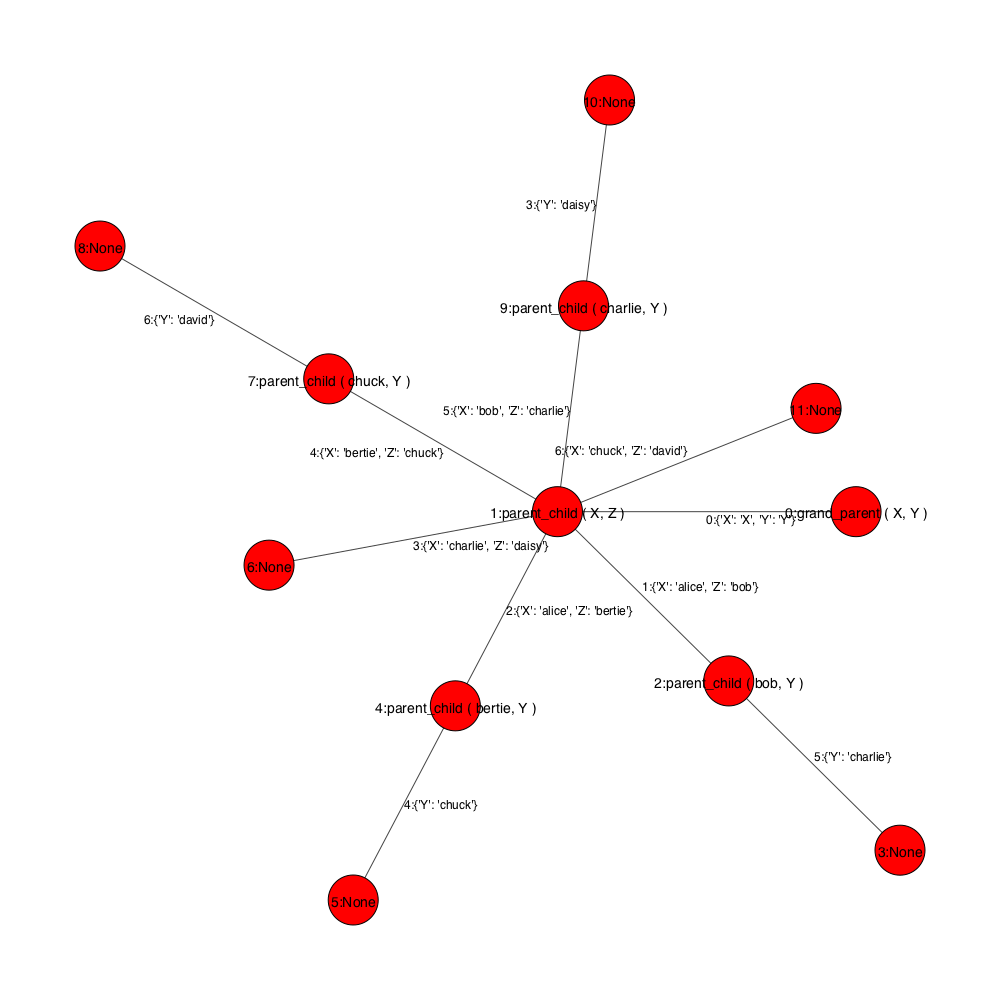 10:None
3:{'Y': 'daisy'}
8:None
9:parent_child ( charlie, Y )
6:{'Y': 'david'}
7:parent_child ( chuck, Y )
5:{'X': 'bob', 'Z': 'charlie'}
11:None
4:{'X': 'bertie', 'Z': 'chuck'}
6:{'X': 'chuck', 'Z': 'david'}
1:parent_child ( X, Z )
0:{'X': 'X', 'Y': 'Y'}
0:grand_parent ( X, Y )
3:{'X': 'charlie', 'Z': 'daisy'}
6:None
1:{'X': 'alice', 'Z': 'bob'}
2:{'X': 'alice', 'Z': 'bertie'}
2:parent_child ( bob, Y )
4:parent_child ( bertie, Y )
5:{'Y': 'charlie'}
4:{'Y': 'chuck'}
3:None
5:None